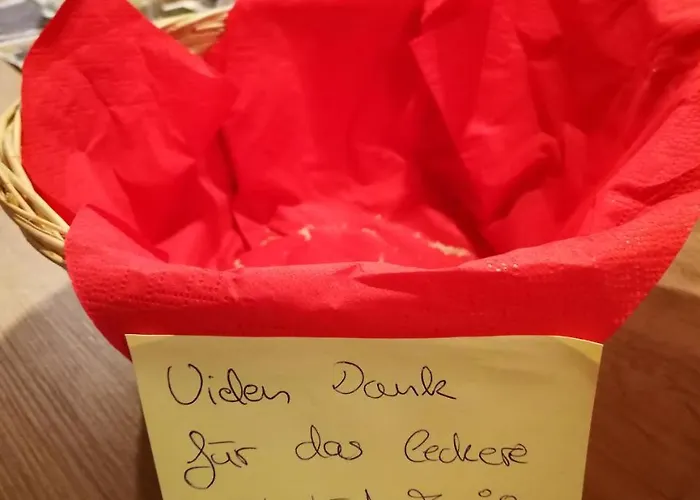 Vielen Dank
für das leckere